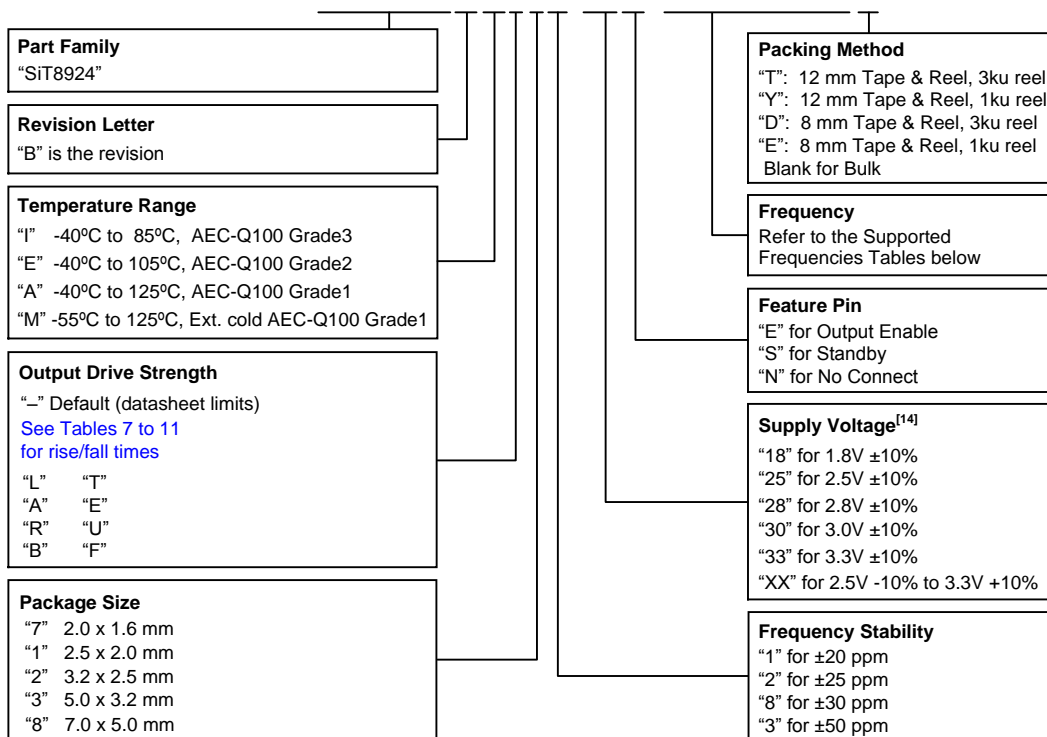 Part Family
“SiT8924”
Revision Letter
“B” is the revision
Temperature Range
“I” -40ºC to 85ºC, AEC-Q100 Grade3
“E” -40ºC to 105ºC, AEC-Q100 Grade2
“A” -40ºC to 125ºC, AEC-Q100 Grade1
“M” -55ºC to 125ºC, Ext. cold AEC-Q100 Grade1
Output Drive Strength
“–” Default (datasheet limits)
See Tables 7 to 11
for rise/fall times
“L” “T”
“A” “E”
“R” “U”
“B” “F”
Package Size
“7” 2.0 x 1.6 mm
“1” 2.5 x 2.0 mm
“2” 3.2 x 2.5 mm
“3” 5.0 x 3.2 mm
“8” 7.0 x 5.0 mm
Packing Method
“T”: 12 mm Tape & Reel, 3ku reel
“Y”: 12 mm Tape & Reel, 1ku reel
“D”: 8 mm Tape & Reel, 3ku reel
“E”: 8 mm Tape & Reel, 1ku reel
Blank for Bulk
Frequency
Refer to the Supported
Frequencies Tables below
Feature Pin
“E” for Output Enable
“S” for Standby
“N” for No Connect
Supply Voltage[14]
“18” for 1.8V ±10%
“25” for 2.5V ±10%
“28” for 2.8V ±10%
“30” for 3.0V ±10%
“33” for 3.3V ±10%
“XX” for 2.5V -10% to 3.3V +10%
Frequency Stability
“1” for ±20 ppm
“2” for ±25 ppm
“8” for ±30 ppm
“3” for ±50 ppm